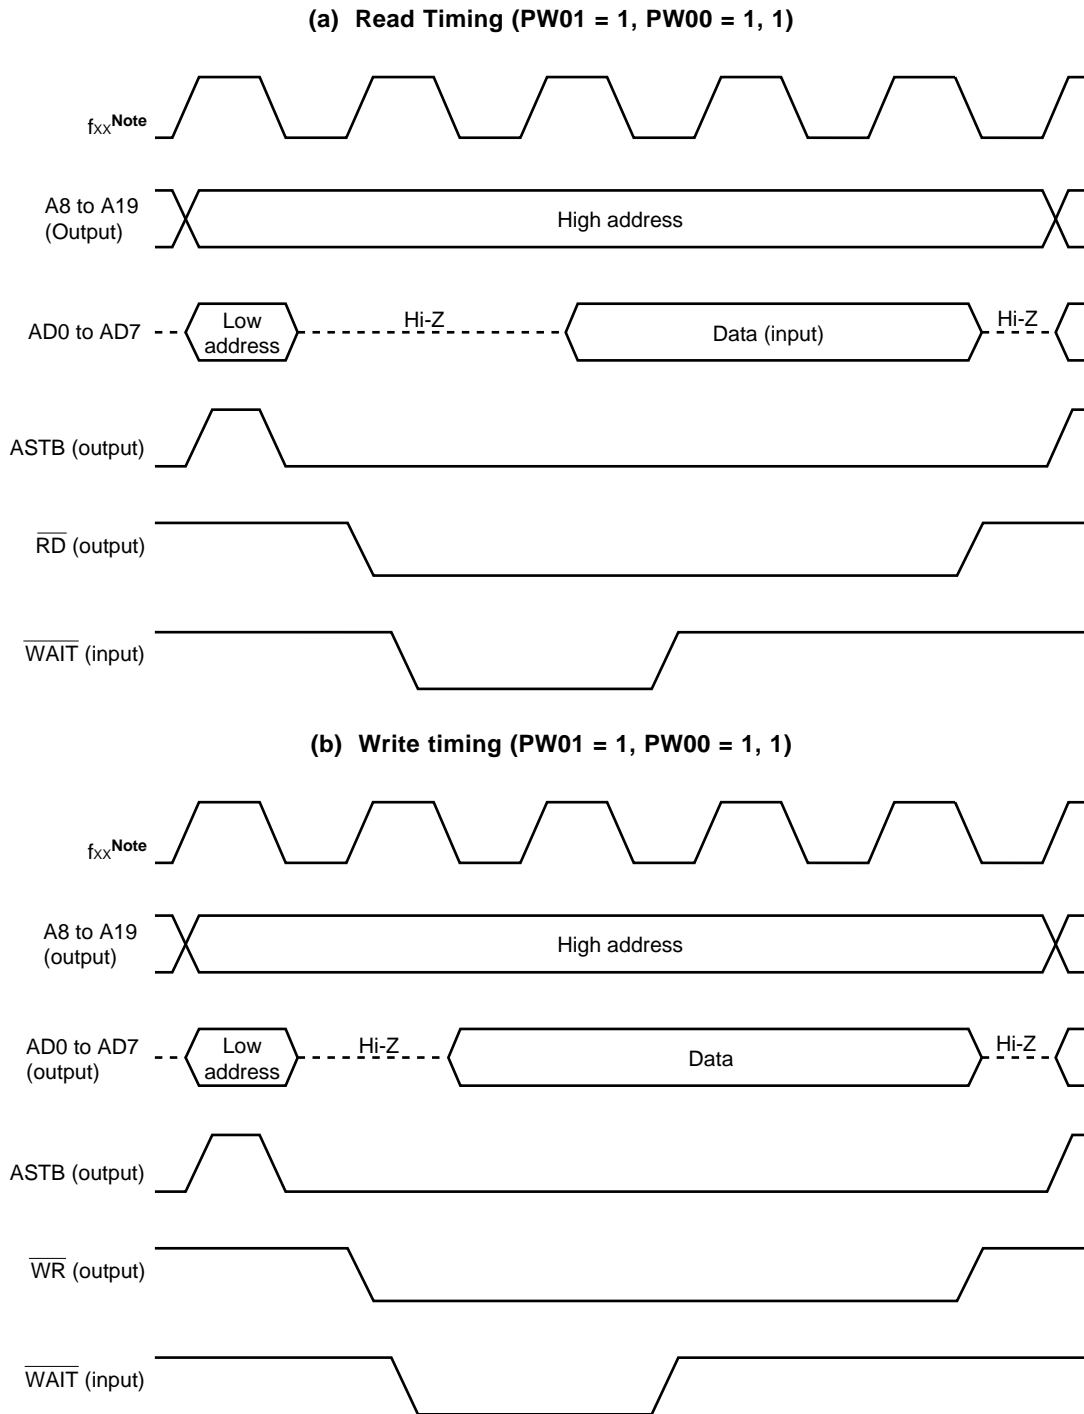 (a) Read Timing (PW01 = 1, PW00 = 1, 1)
fXXNote
A8 to A19
(Output)
High address
AD0 to AD7
Low
address
Hi-Z
Data (input)
Hi-Z
ASTB (output)
RD (output)
WAIT (input)
(b) Write timing (PW01 = 1, PW00 = 1, 1)
fXXNote
A8 to A19
(output)
High address
AD0 to AD7
(output)
Low
address
Hi-Z
Data
Hi-Z
ASTB (output)
WR (output)
WAIT (input)